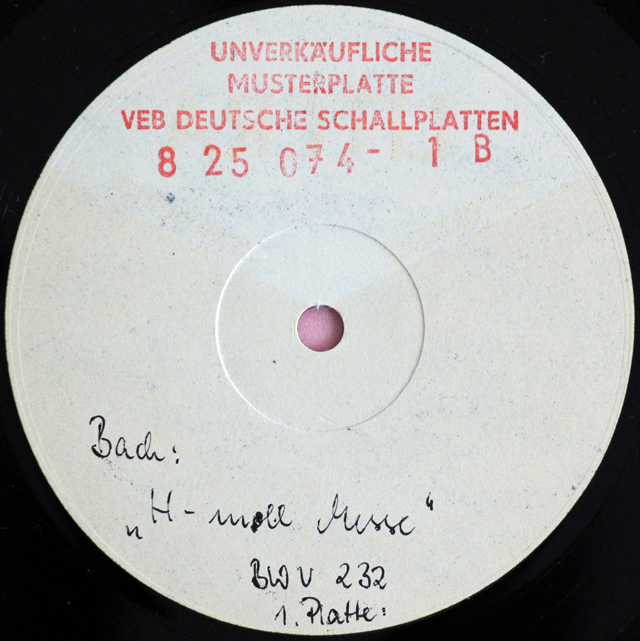 UNVERKÄUFLICHE
MUSTERPLATTE
VEB DEUTSCHE SCHALLPLATTEN
8 25 074- 1 B
Bach:
„H-moll Messe“
BWV 232
1. Platte: